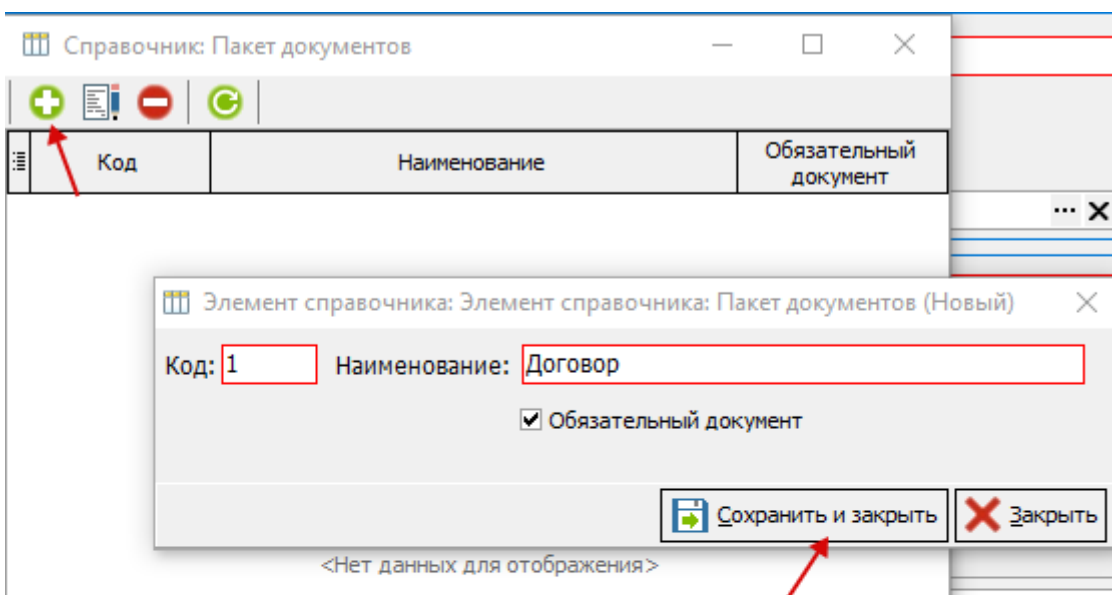 Справочник: Пакет документов
Код
Наименование
Обязательный
документ
Элемент справочника: Элемент справочника: Пакет документов (Новый)
Код: 1 Наименование: Договор
Обязательный документ
Сохранить и закрыть
Закрыть
<Нет данных для отображения>